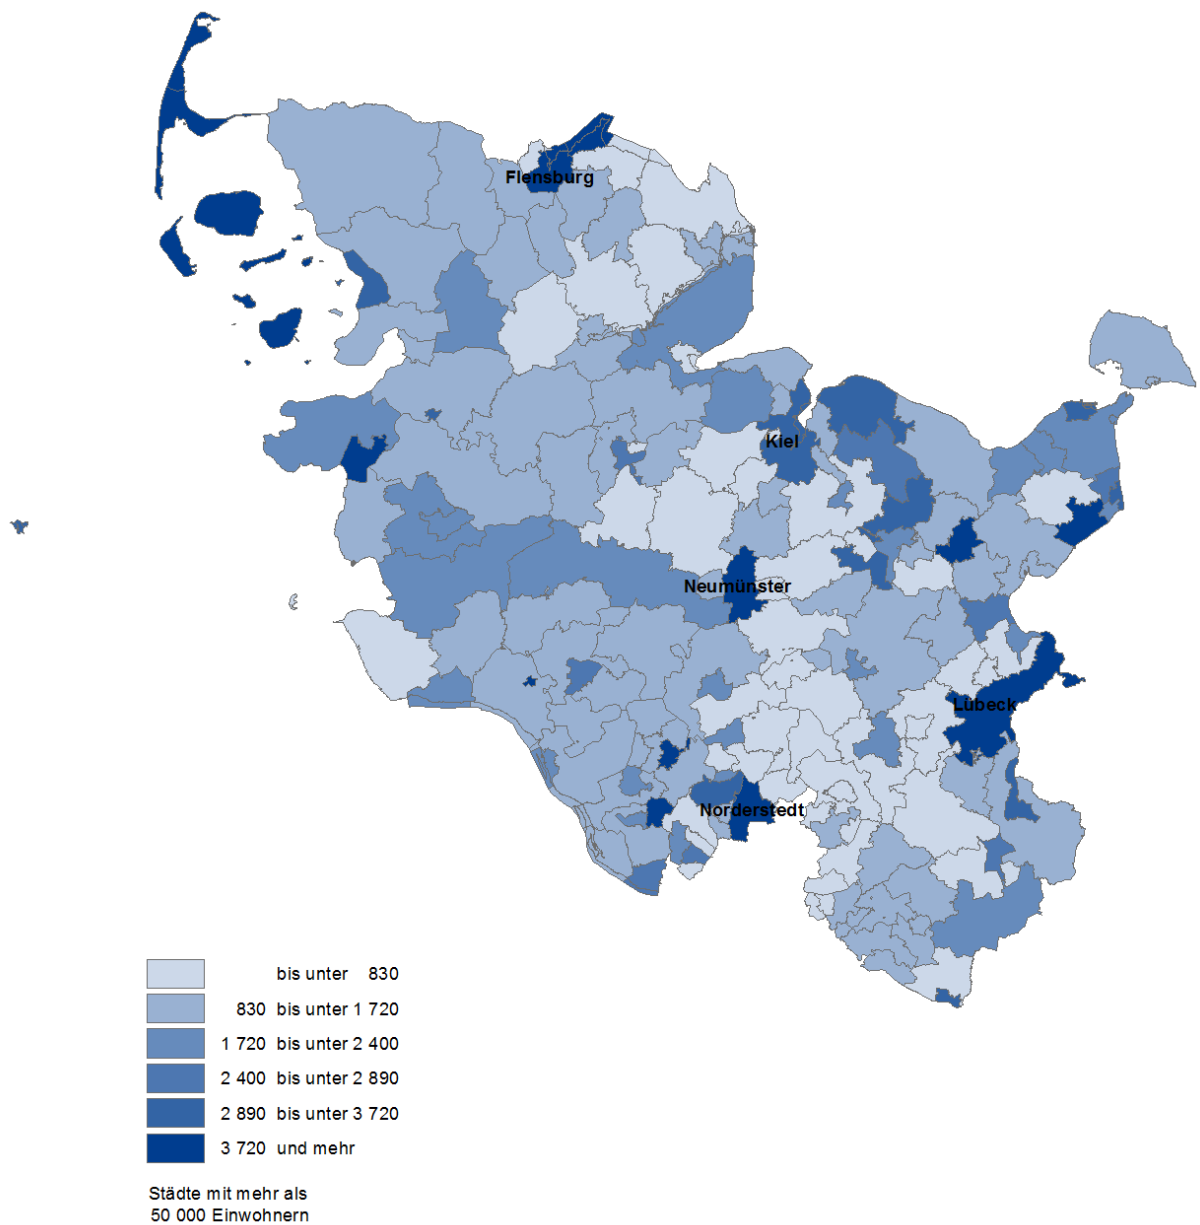 Flensburg
Kiel
Neumünster
Lübeck
Norderstedt
bis unter 830
830 bis unter 1 720
1 720 bis unter 2 400
2 400 bis unter 2 890
2 890 bis unter 3 720
3 720 und mehr
Städte mit mehr als
50 000 Einwohnern